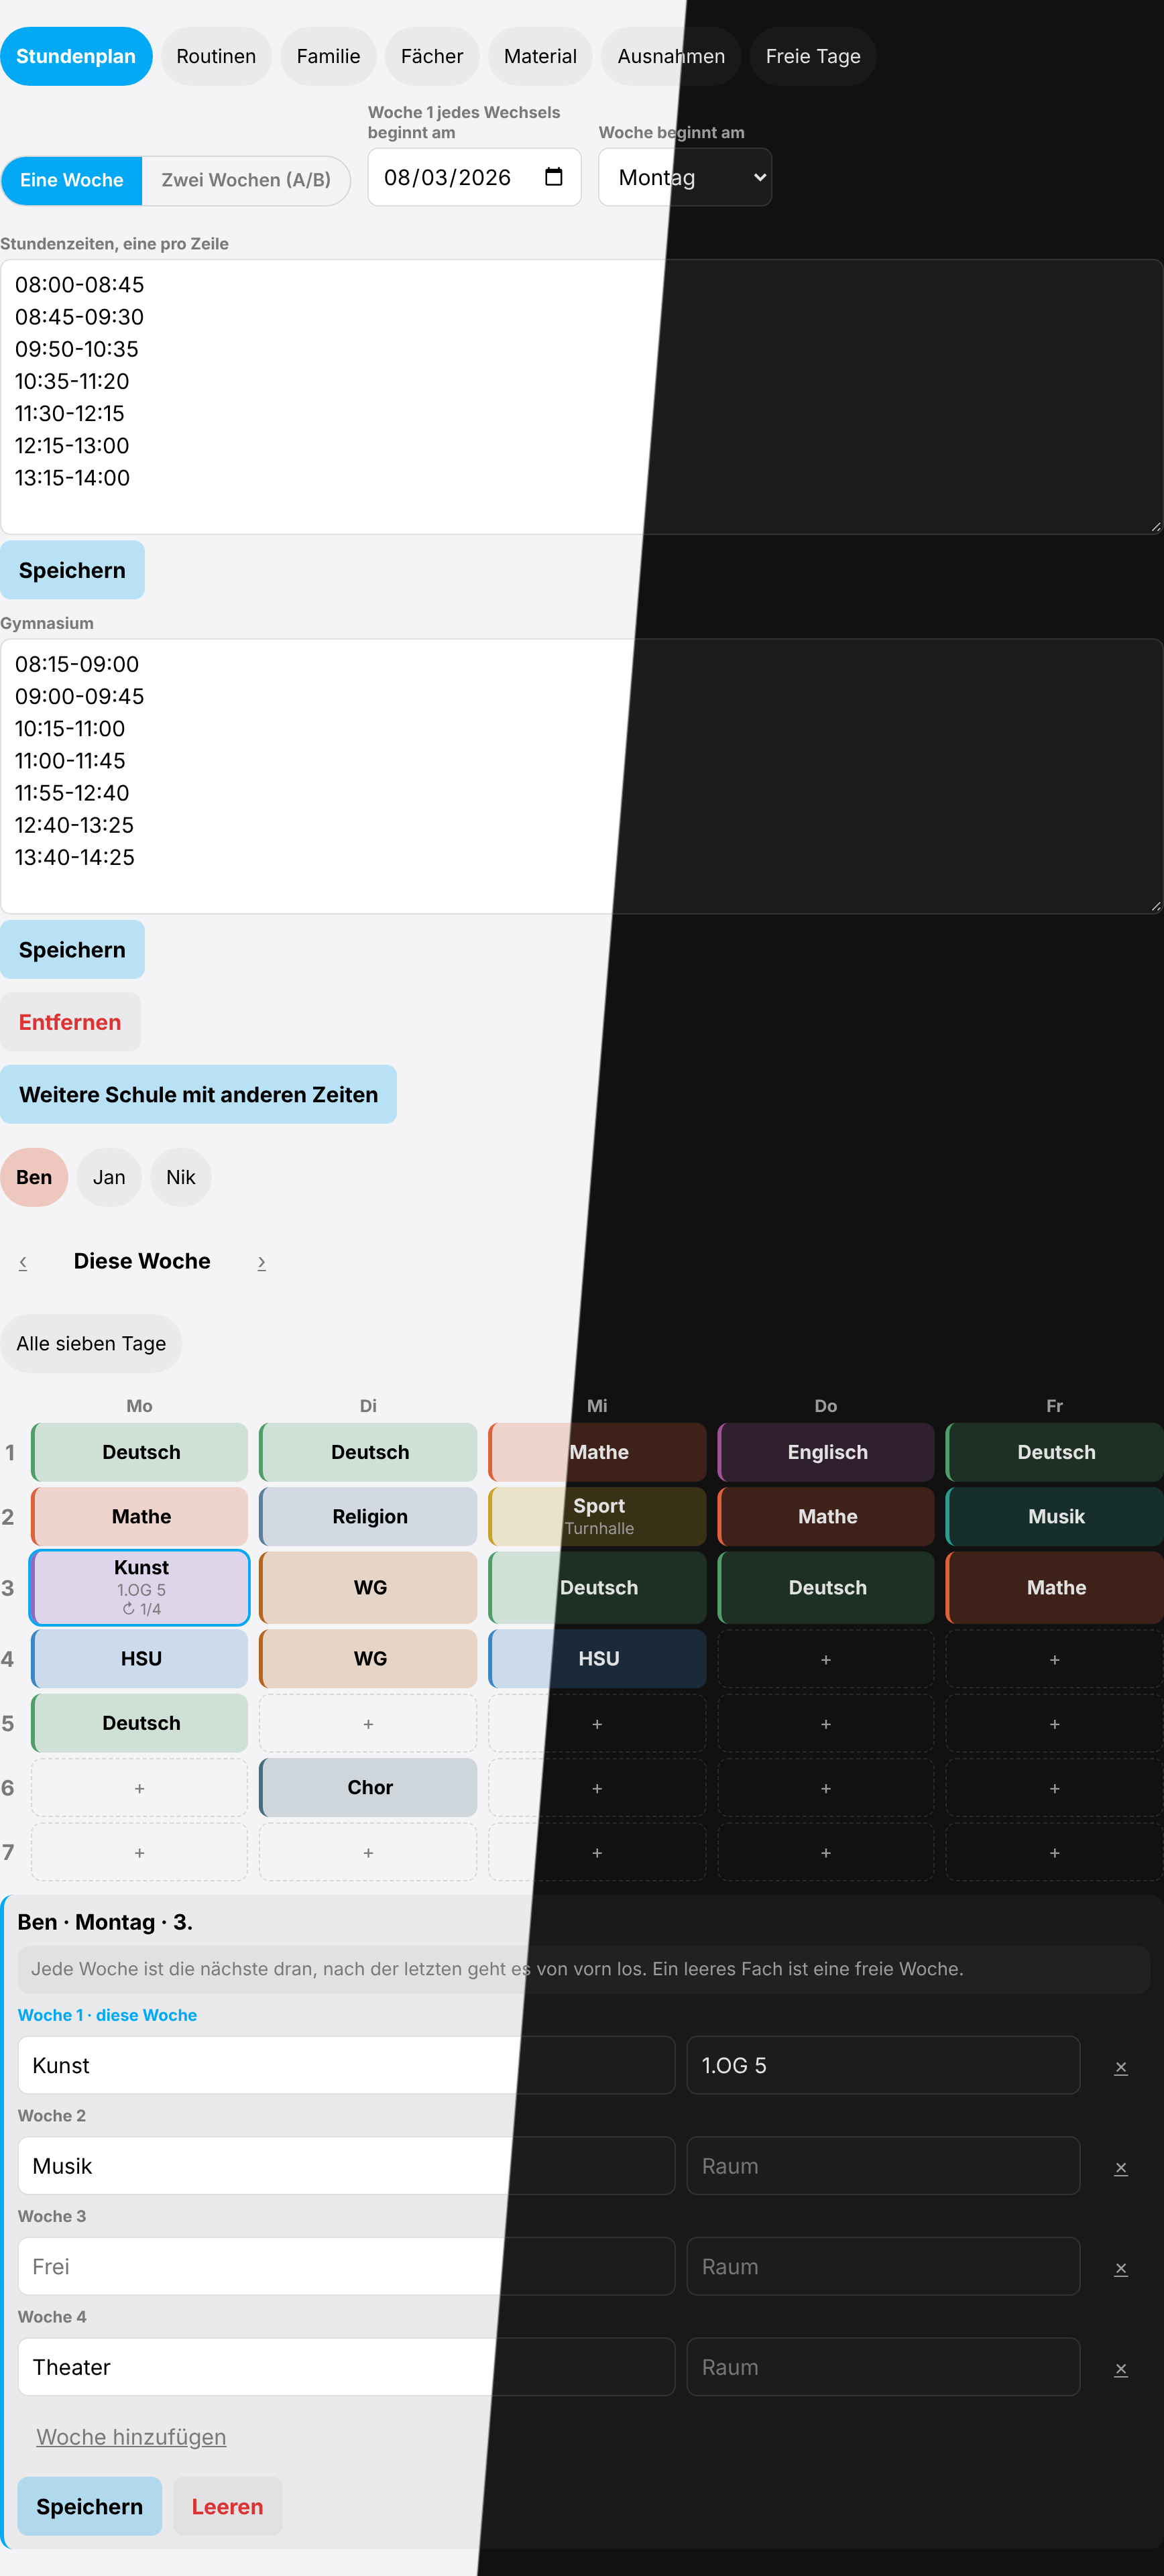 Stundenplan Routinen Familie Fächer Material Ausnahmen Freie Tage
Woche 1 jedes Wechsels
beginnt am
Woche beginnt am
Eine Woche Zwei Wochen (A/B) 08/03/2026 Montag
Stundenzeiten, eine pro Zeile
08:00-08:45
08:45-09:30
09:50-10:35
10:35-11:20
11:30-12:15
12:15-13:00
13:15-14:00
Speichern
Gymnasium
08:15-09:00
09:00-09:45
10:15-11:00
11:00-11:45
11:55-12:40
12:40-13:25
13:40-14:25
Speichern
Entfernen
Weitere Schule mit anderen Zeiten
Ben Jan Nik
‹ Diese Woche ›
Alle sieben Tage
Mo Di Mi Do Fr
1 Deutsch Deutsch Mathe Englisch Deutsch
2 Mathe Religion Sport Mathe Musik
Turnhalle
3 Kunst WG Deutsch Deutsch Mathe
1.OG 5
↻ 1/4
4 HSU WG HSU + +
5 Deutsch + + + +
6 + Chor + + +
7 + + + + +
Ben · Montag · 3.
Jede Woche ist die nächste dran, nach der letzten geht es von vorn los. Ein leeres Fach ist eine freie Woche.
Woche 1 · diese Woche
Kunst 1.OG 5 ×
Woche 2
Musik Raum ×
Woche 3
Frei Raum ×
Woche 4
Theater Raum ×
Woche hinzufügen
Speichern Leeren